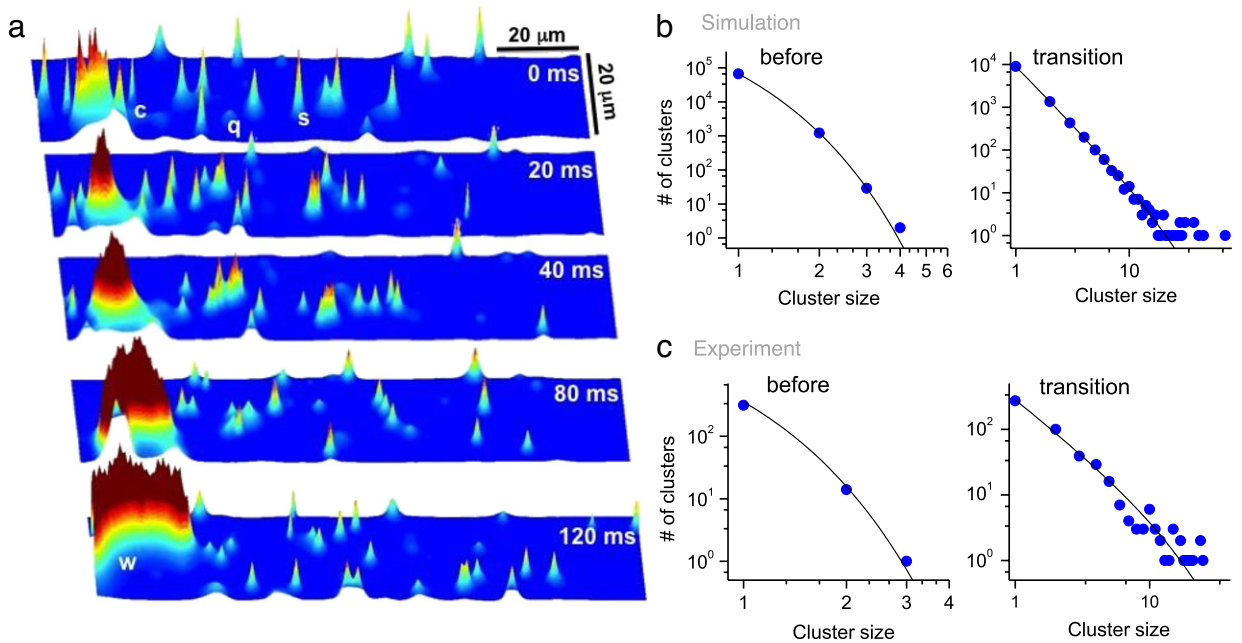 a
20 µm
20 µm
0 ms
c
q
s
20 ms
40 ms
80 ms
120 ms
w
b
Simulation
before
# of clusters
10^5
10^4
10^3
10^2
10^1
10^0
1
2
3
4
5
6
Cluster size
transition
10^4
10^3
10^2
10^1
10^0
1
10
Cluster size
c
Experiment
before
# of clusters
10^2
10^1
10^0
1
2
3
4
Cluster size
transition
10^2
10^1
10^0
1
10
Cluster size